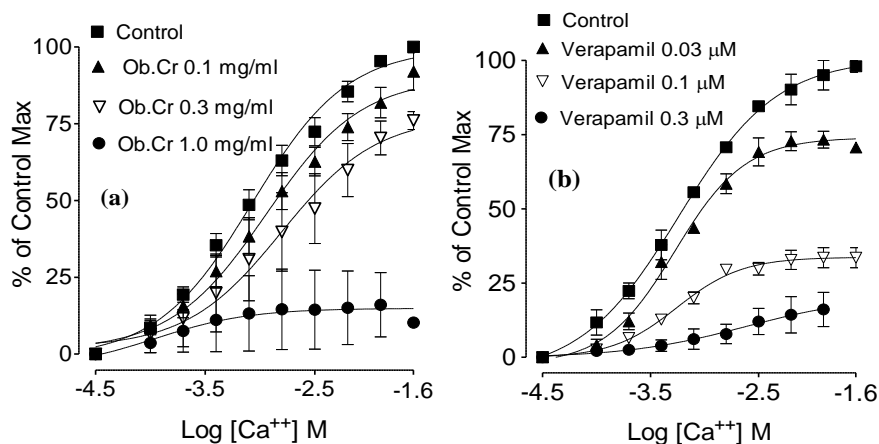 Control
Ob.Cr 0.1 mg/ml
Ob.Cr 0.3 mg/ml
Ob.Cr 1.0 mg/ml
(a)
% of Control Max
100
75
50
25
0
-4.5
-3.5
-2.5
-1.6
Log [Ca⁺⁺] M
Control
Verapamil 0.03 μM
Verapamil 0.1 μM
Verapamil 0.3 μM
(b)
% of Control Max
100
75
50
25
0
-4.5
-3.5
-2.5
-1.6
Log [Ca⁺⁺] M